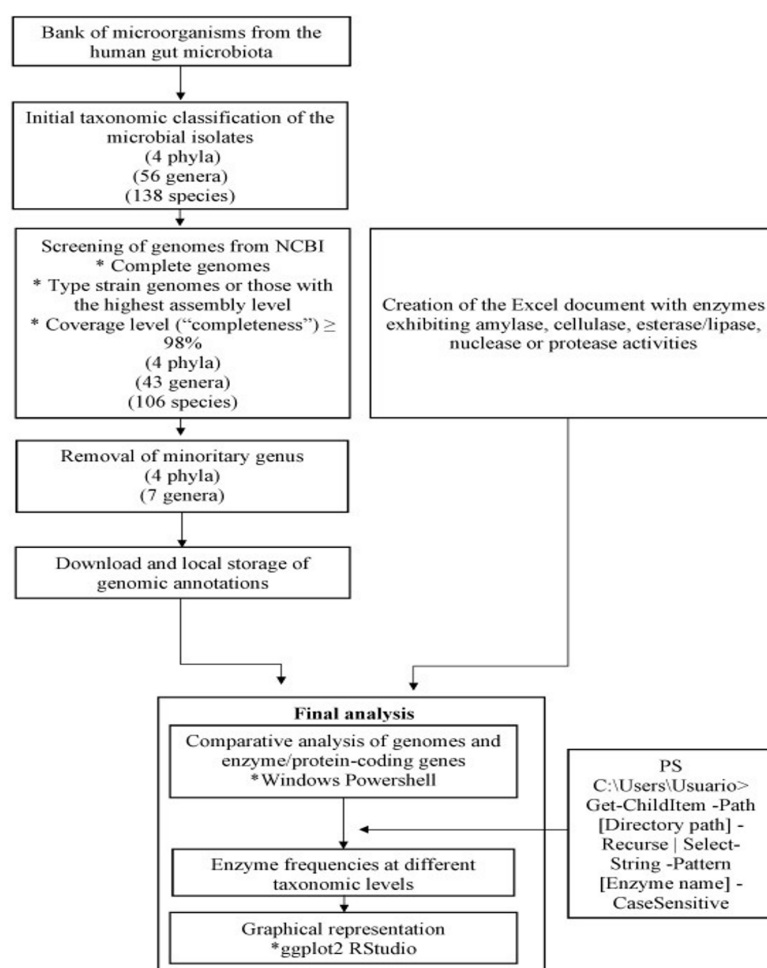 Bank of microorganisms from the
human gut microbiota
Initial taxonomic classification of the
microbial isolates
(4 phyla)
(56 genera)
(138 species)
Screening of genomes from NCBI
* Complete genomes
* Type strain genomes or those with
the highest assembly level
* Coverage level (“completeness”) ≥
98%
(4 phyla)
(43 genera)
(106 species)
Creation of the Excel document with enzymes
exhibiting amylase, cellulase, esterase/lipase,
nuclease or protease activities
Removal of minoritary genus
(4 phyla)
(7 genera)
Download and local storage of
genomic annotations
Final analysis
Comparative analysis of genomes and
enzyme/protein-coding genes
*Windows Powershell
PS
C:\Users\Usuario>
Get-ChildItem -Path
[Directory path] -
Recurse | Select-
String -Pattern
[Enzyme name] -
CaseSensitive
Enzyme frequencies at different
taxonomic levels
Graphical representation
*ggplot2 RStudio